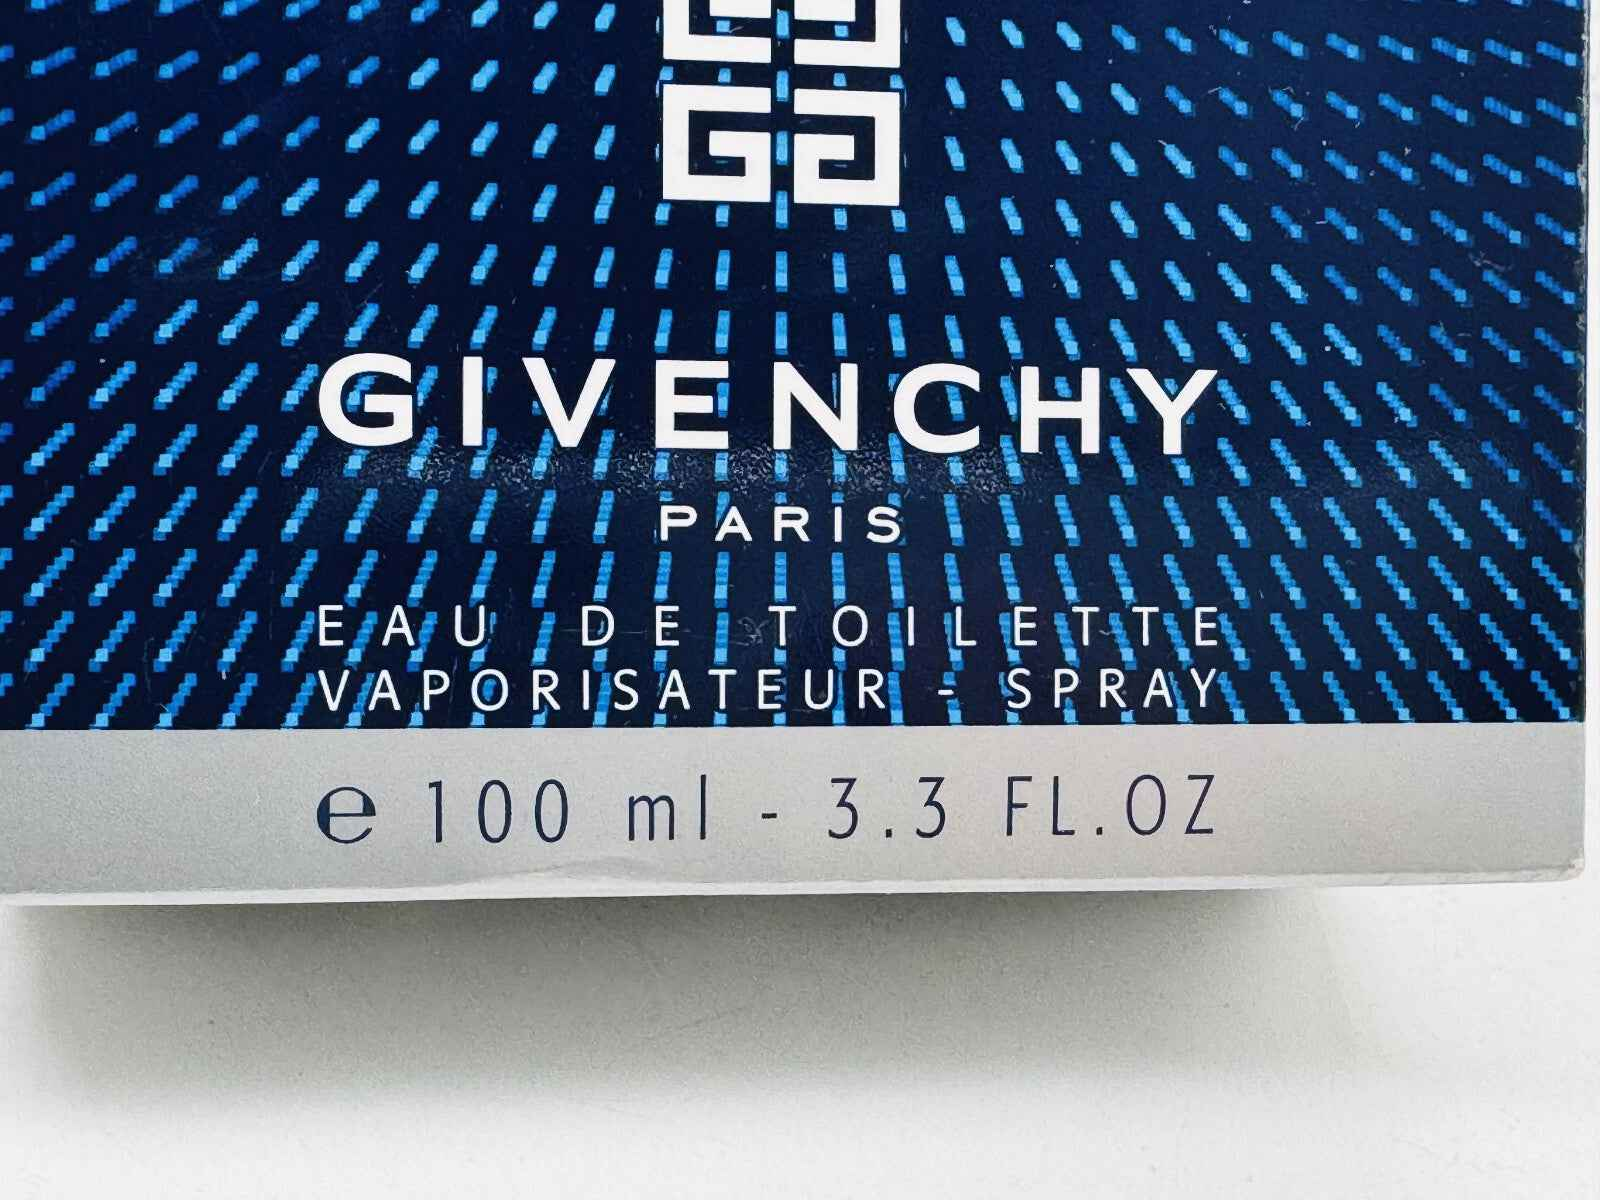 GIVENCHY
PARIS
EAU DE TOILETTE
VAPORISATEUR - SPRAY
℮ 100 ml - 3.3 FL.OZ